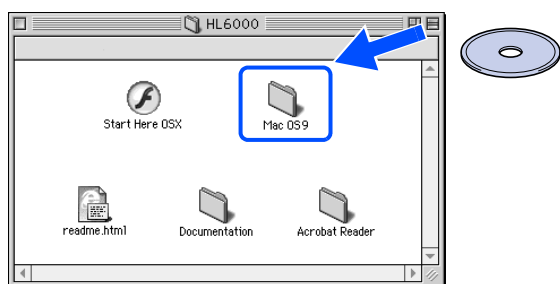 HL6000
Start Here OSX
Mac OS9
readme.html
Documentation
Acrobat Reader